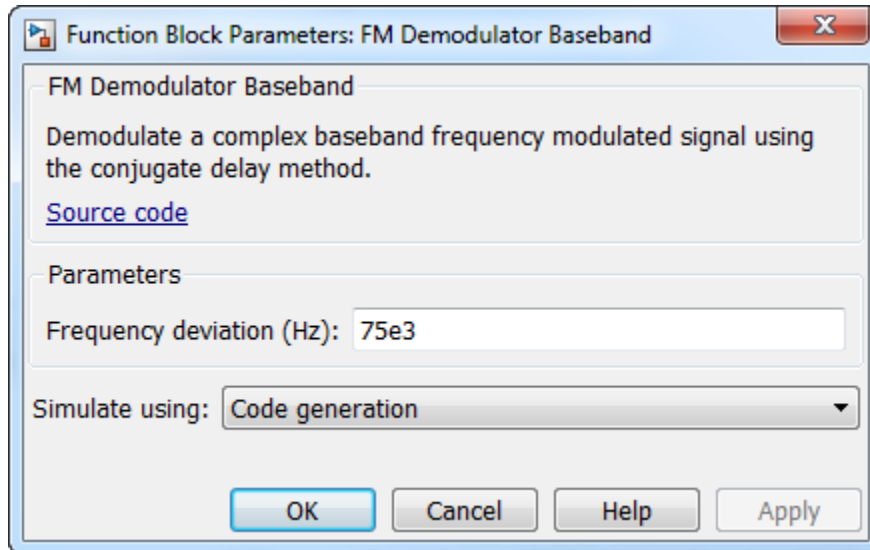 Function Block Parameters: FM Demodulator Baseband
FM Demodulator Baseband
Demodulate a complex baseband frequency modulated signal using
the conjugate delay method.
Source code
Parameters
Frequency deviation (Hz): 75e3
Simulate using: Code generation
OK Cancel Help Apply